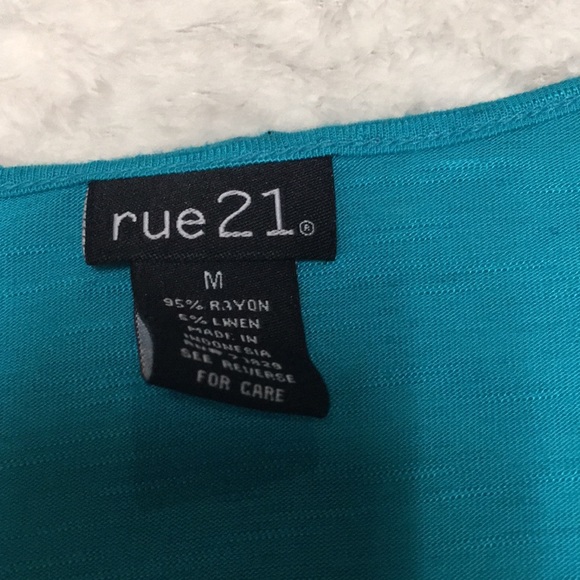 rue21®
M
95% RAYON
5% LINEN
MADE IN
INDONESIA
SEE REVERSE
FOR CARE